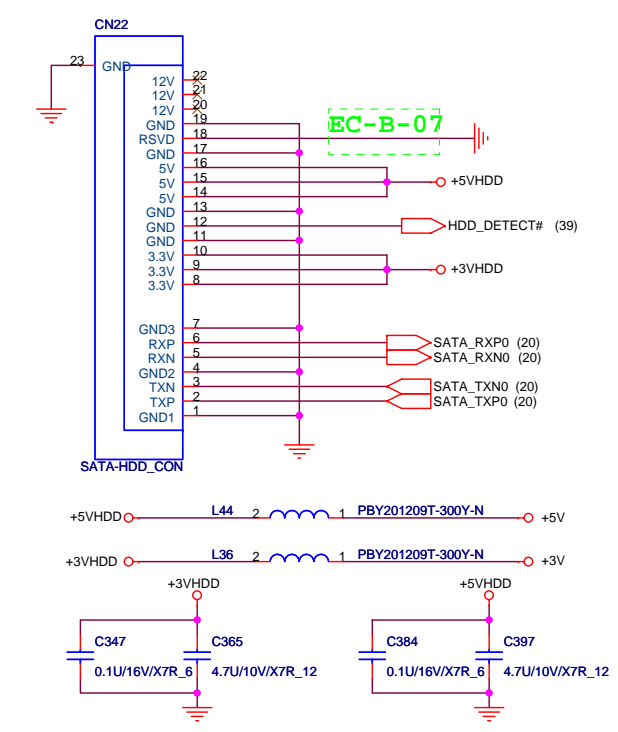 CN22
23 GND
12V 22
12V 21
12V 20
GND 19
EC-B-07
RSVD 18
GND 17
5V 16
5V 15 +5VHDD
5V 14
GND 13
GND 12 HDD_DETECT# (39)
GND 11
3.3V 10
3.3V 9 +3VHDD
3.3V 8
GND3 7
RXP 6 SATA_RXP0 (20)
RXN 5 SATA_RXN0 (20)
GND2 4
TXN 3 SATA_TXN0 (20)
TXP 2 SATA_TXP0 (20)
GND1 1
SATA-HDD_CON
+5VHDD L44 2 1 PBY201209T-300Y-N +5V
+3VHDD L36 2 1 PBY201209T-300Y-N +3V
+3VHDD +5VHDD
C347 C365 C384 C397
0.1U/16V/X7R_6 4.7U/10V/X7R_12 0.1U/16V/X7R_6 4.7U/10V/X7R_12